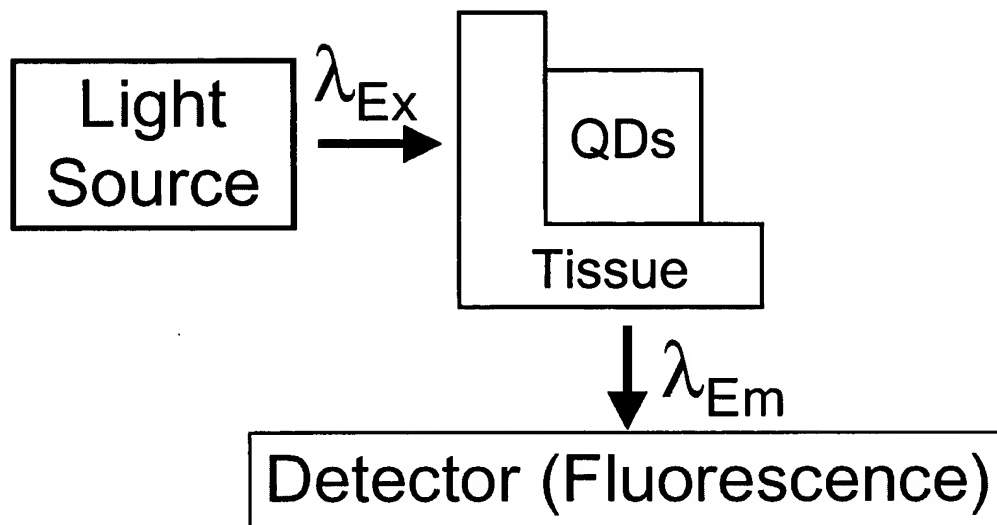 Light
Source
λEx
QDs
Tissue
λEm
Detector (Fluorescence)